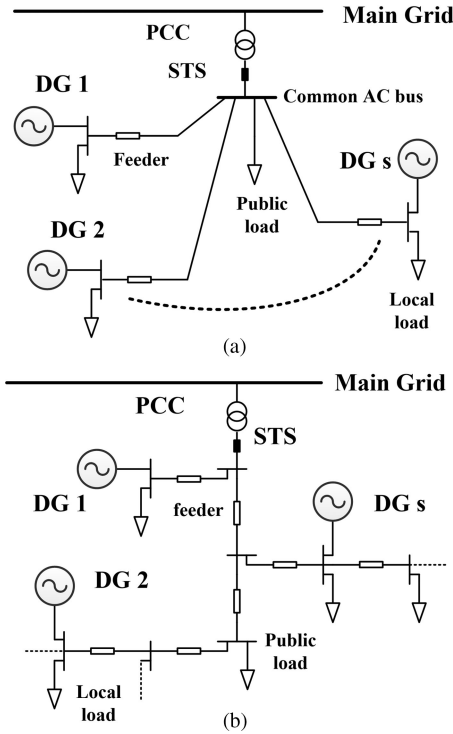 Main Grid
PCC
STS
DG 1
Common AC bus
Feeder
DG s
Public
load
DG 2
Local
load
(a)
Main Grid
PCC
STS
DG 1
feeder
DG s
DG 2
Public
load
Local
load
(b)